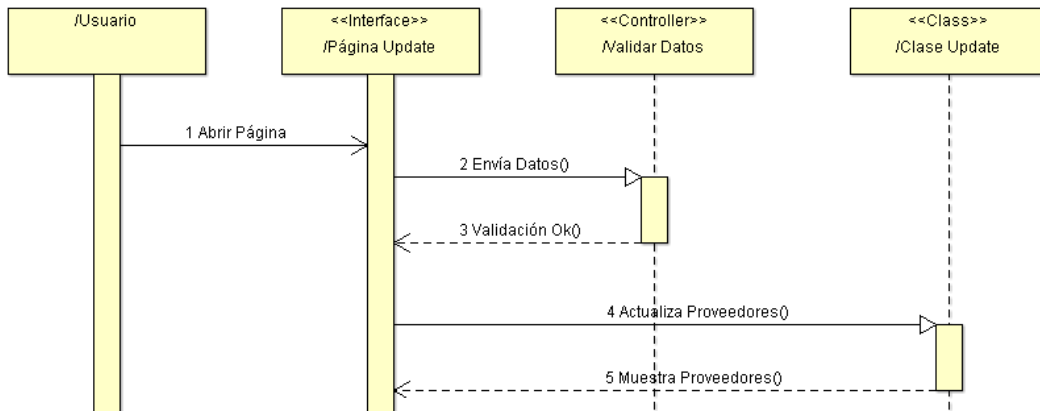 /Usuario
<<Interface>>
/Página Update
<<Controller>>
/Validar Datos
<<Class>>
/Clase Update
1 Abrir Página
2 Envía Datos()
3 Validación Ok()
4 Actualiza Proveedores()
5 Muestra Proveedores()